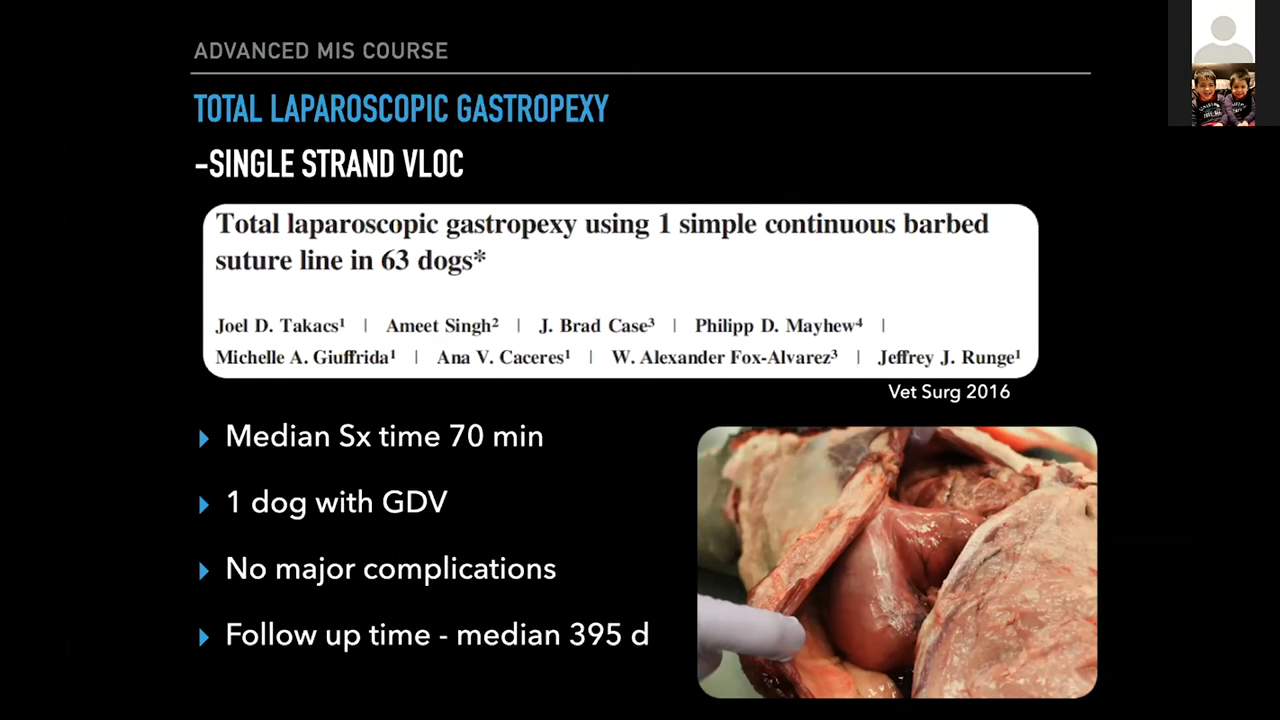 ADVANCED MIS COURSE
TOTAL LAPAROSCOPIC GASTROPEXY
-SINGLE STRAND VLOC
Total laparoscopic gastropexy using 1 simple continuous barbed
suture line in 63 dogs*
Joel D. Takacs¹ | Ameet Singh² | J. Brad Case³ | Philipp D. Mayhew⁴ |
Michelle A. Giuffrida¹ | Ana V. Caceres¹ | W. Alexander Fox-Alvarez³ | Jeffrey J. Runge¹
Vet Surg 2016
Median Sx time 70 min
1 dog with GDV
No major complications
Follow up time - median 395 d